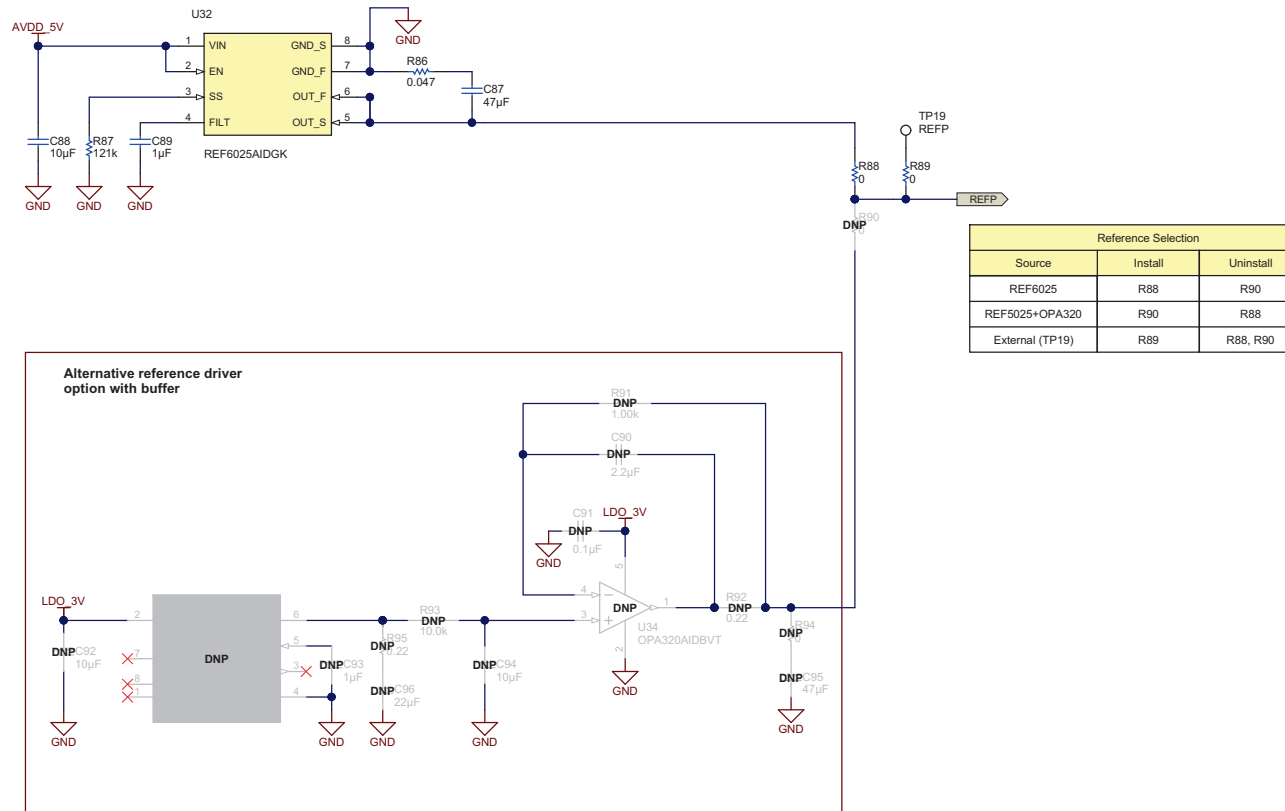 U32
AVDD_5V
1 VIN GND_S 8
2 EN GND_F 7
3 SS OUT_F 6
4 FILT OUT_S 5
REF6025AIDGK
GND
R86
0.047
C87
47µF
C88
10µF
R87
121k
C89
1µF
GND
GND
GND
TP19
REFP
R88
0
R89
0
REFP
R90
DNP
0
Reference Selection
Source Install Uninstall
REF6025 R88 R90
REF5025+OPA320 R90 R88
External (TP19) R89 R88, R90
Alternative reference driver
option with buffer
R91
DNP
1.00k
C90
DNP
2.2µF
C91
DNP
0.1µF
GND
LDO_3V
5
4
3
1
2
DNP
U34
OPA320AIDBVT
GND
R92
DNP
0.22
DNP R94
0
DNP C95
47µF
GND
LDO_3V
DNP C92
10µF
GND
2
7
8
1
DNP
6
5
3
4
DNP C93
1µF
GND
R95
DNP
0.22
DNP C96
22µF
GND
R93
DNP
10.0k
DNP C94
10µF
GND